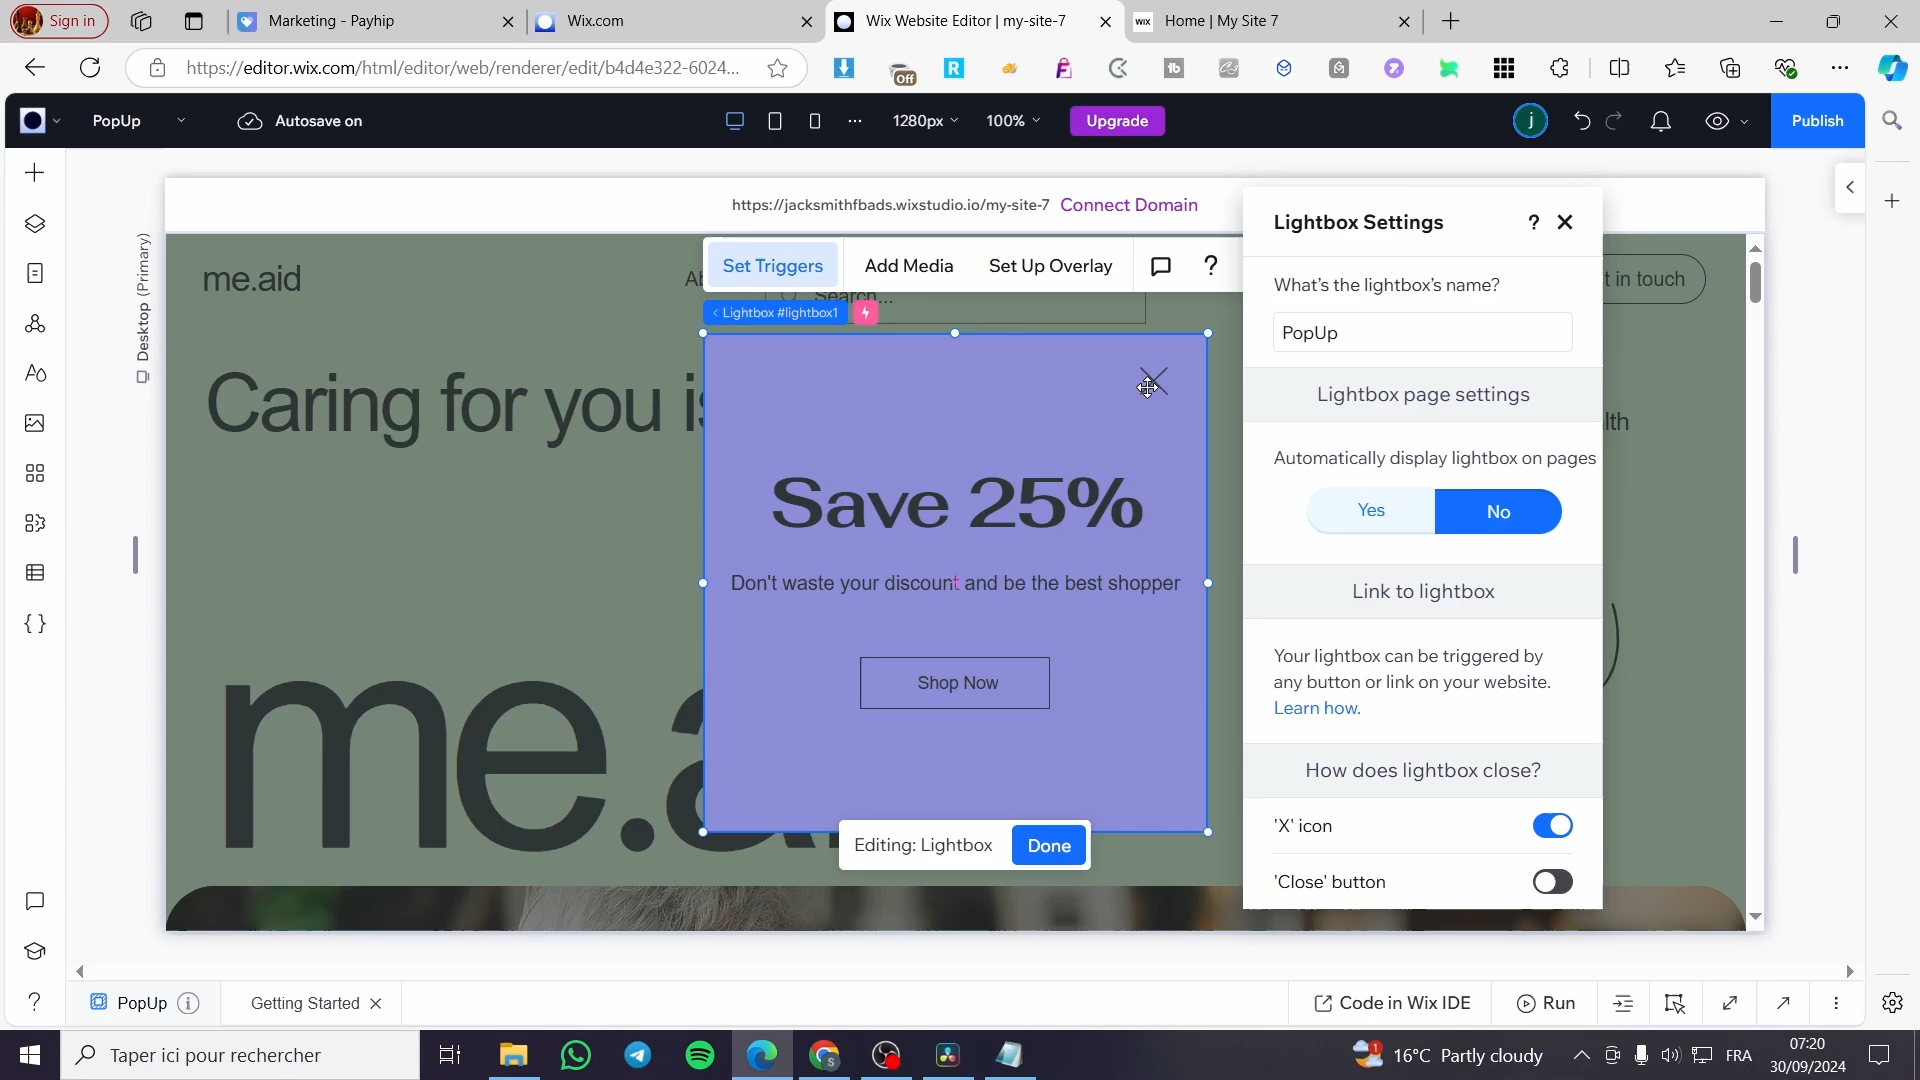 Sign in
Marketing - Payhip
Wix.com
Wix Website Editor | my-site-7
WIX
Home | My Site 7
https://editor.wix.com/html/editor/web/renderer/edit/b4d4e322-6024...
Off
PopUp
Autosave on
1280px
100%
Upgrade
j
Publish
https://jacksmithfbads.wixstudio.io/my-site-7 Connect Domain
Desktop (Primary)
me.aid
Set Triggers
Add Media
Set Up Overlay
?
Search...
Lightbox #lightbox1
Caring for you
Save 25%
Don't waste your discount and be the best shopper
Shop Now
Editing: Lightbox
Done
Lightbox Settings
?
What's the lightbox's name?
PopUp
Lightbox page settings
Automatically display lightbox on pages
Yes
No
Link to lightbox
Your lightbox can be triggered by
any button or link on your website.
Learn how.
How does lightbox close?
'X' icon
'Close' button
t in touch
lth
me.a
PopUp
Getting Started
Code in Wix IDE
Run
Taper ici pour rechercher
16°C Partly cloudy
FRA
07:20
30/09/2024